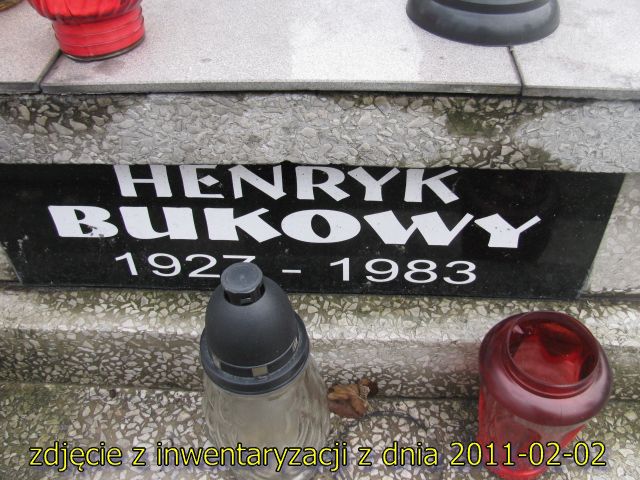 HENRYK
BUKOWY
1927 - 1983
zdjęcie z inwentaryzacji z dnia 2011-02-02